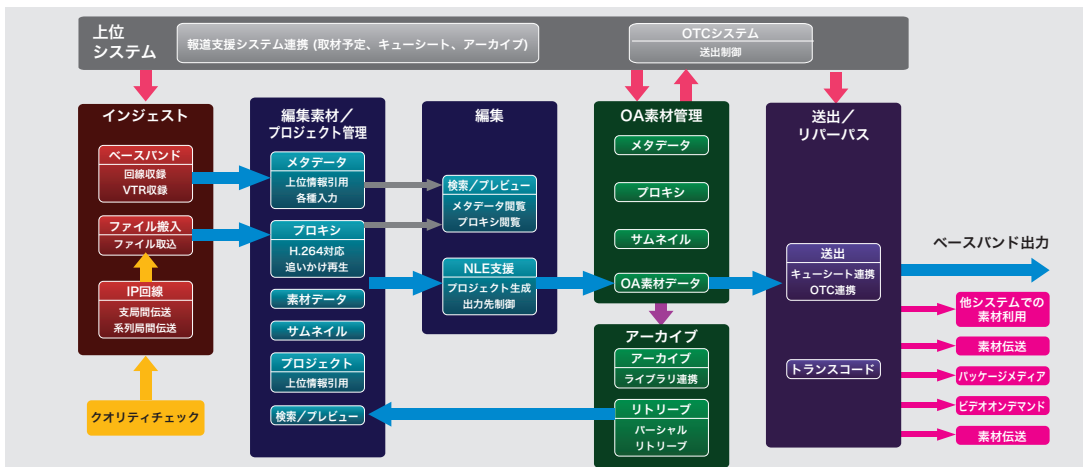 上位
システム
報道支援システム連携 (取材予定、キューシート、アーカイブ)
OTCシステム
送出制御
インジェスト
ベースバンド
回線収録
VTR収録
ファイル搬入
ファイル取込
IP回線
支局間伝送
系列局間伝送
クオリティチェック
編集素材／
プロジェクト管理
メタデータ
上位情報引用
各種入力
プロキシ
H.264対応
追いかけ再生
素材データ
サムネイル
プロジェクト
上位情報引用
検索／プレビュー
編集
検索／プレビュー
メタデータ閲覧
プロキシ閲覧
NLE支援
プロジェクト生成
出力先制御
OA素材管理
メタデータ
プロキシ
サムネイル
OA素材データ
アーカイブ
アーカイブ
ライブラリ連携
リトリーブ
パーシャル
リトリーブ
送出／
リパーパス
送出
キューシート連携
OTC連携
トランスコード
ベースバンド出力
他システムでの
素材利用
素材伝送
パッケージメディア
ビデオオンデマンド
素材伝送